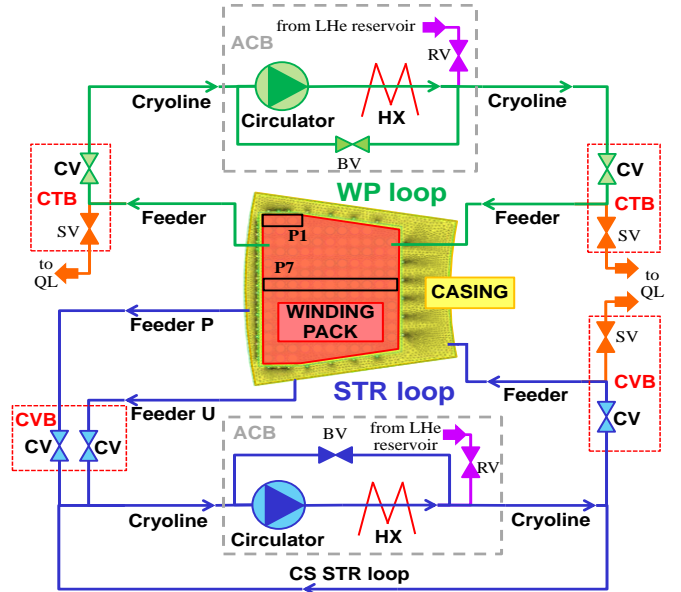 from LHe reservoir
ACB
RV
Cryoline
Circulator
HX
Cryoline
BV
CV
CTB
SV
Feeder
WP loop
Feeder
CV
CTB
SV
to
QL
P1
P7
WINDING
PACK
CASING
to
QL
Feeder P
SV
STR loop
Feeder
CVB
CV
Feeder U
CVB
CV
CV
ACB
from LHe
reservoir
BV
RV
Cryoline
Circulator
HX
Cryoline
CS STR loop